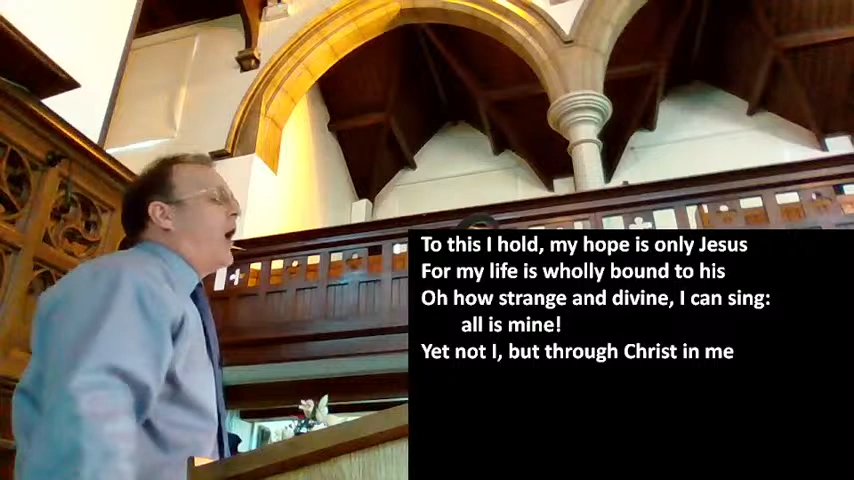 To this I hold, my hope is only Jesus
For my life is wholly bound to his
Oh how strange and divine, I can sing:
all is mine!
Yet not I, but through Christ in me